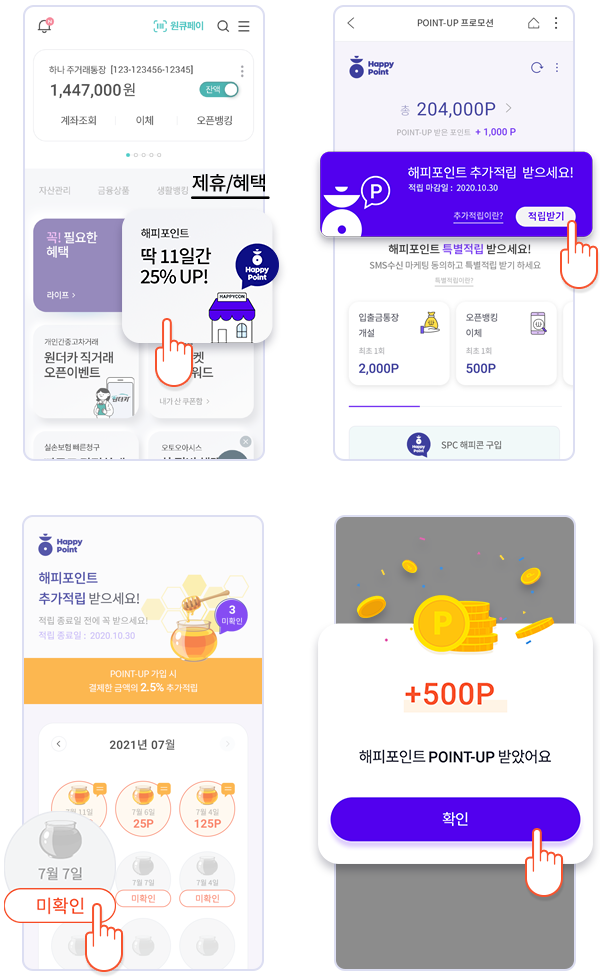 N
원큐페이
하나 주거래통장 [123-123456-12345]
1,447,000원
잔액
계좌조회
이체
오픈뱅킹
자산관리
금융상품
생활뱅킹
제휴/혜택
꼭! 필요한
혜택
라이프 >
해피포인트
딱 11일간
25% UP!
Happy
Point
HAPPYCON
개인간중고차거래
원더카 직거래
오픈이벤트
원더카
켓
워드
내가 산 쿠폰함 >
실손보험 빠른청구
오토오아시스
POINT-UP 프로모션
Happy
Point
총 204,000P >
POINT-UP 받은 포인트 + 1,000 P
해피포인트 추가적립 받으세요!
적립 마감일 : 2020.10.30
P
추가적립이란?
적립받기
해피포인트 특별적립 받으세요!
SMS수신 마케팅 동의하고 특별적립 받기 하세요
특별적립이란?
입출금통장
개설
최초 1회
2,000P
오픈뱅킹
이체
최초 1회
500P
Happy
Point
SPC 해피콘 구입
Happy
Point
해피포인트
추가적립 받으세요!
적립 종료일 전에 꼭 받으세요!
적립 종료일 : 2020.10.30
3
미확인
POINT-UP 가입 시
결제한 금액의 2.5% 추가적립
2021년 07월
7월 11일
7월 6일
25P
7월 4일
125P
7월 7일
미확인
7월 7일
미확인
7월 4일
미확인
P
+500P
해피포인트 POINT-UP 받았어요
확인